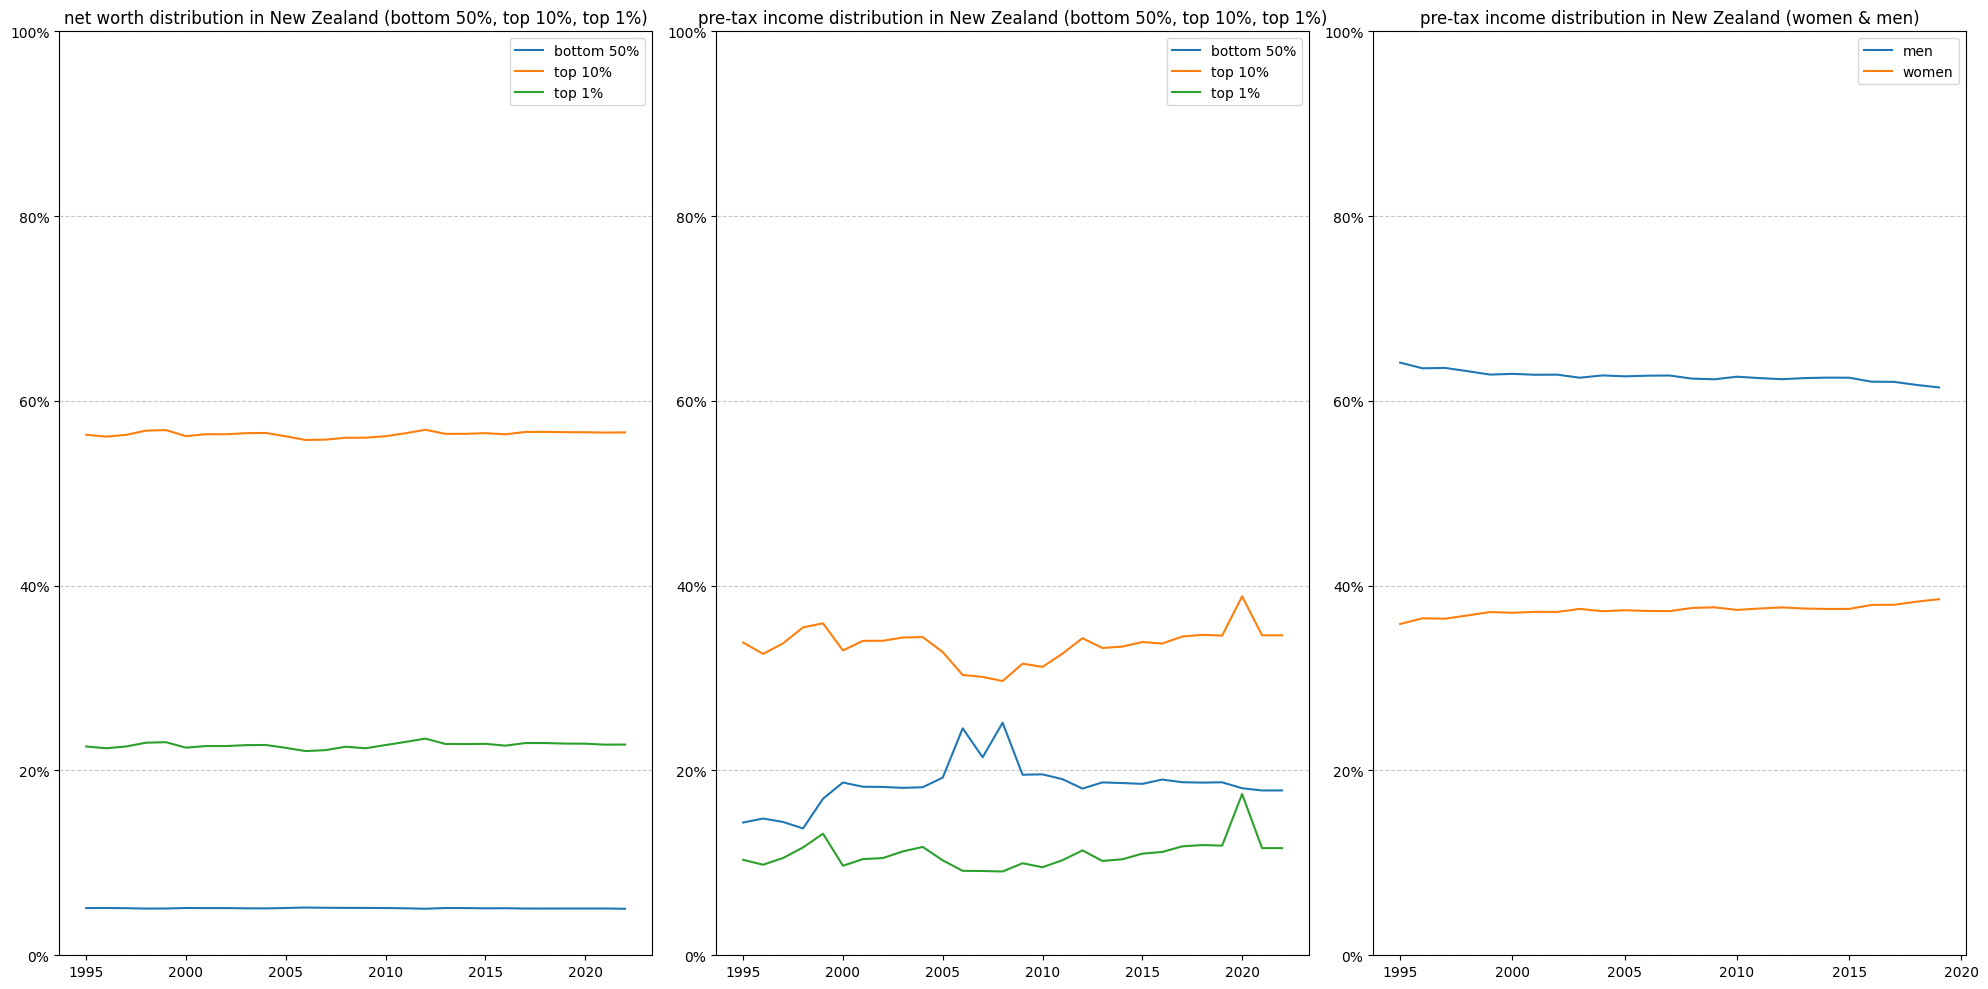 net worth distribution in New Zealand (bottom 50%, top 10%, top 1%)
100%
80%
60%
40%
20%
0%
1995 2000 2005 2010 2015 2020
bottom 50%
top 10%
top 1%
pre-tax income distribution in New Zealand (bottom 50%, top 10%, top 1%)
100%
80%
60%
40%
20%
0%
1995 2000 2005 2010 2015 2020
bottom 50%
top 10%
top 1%
pre-tax income distribution in New Zealand (women & men)
100%
80%
60%
40%
20%
0%
1995 2000 2005 2010 2015 2020
men
women